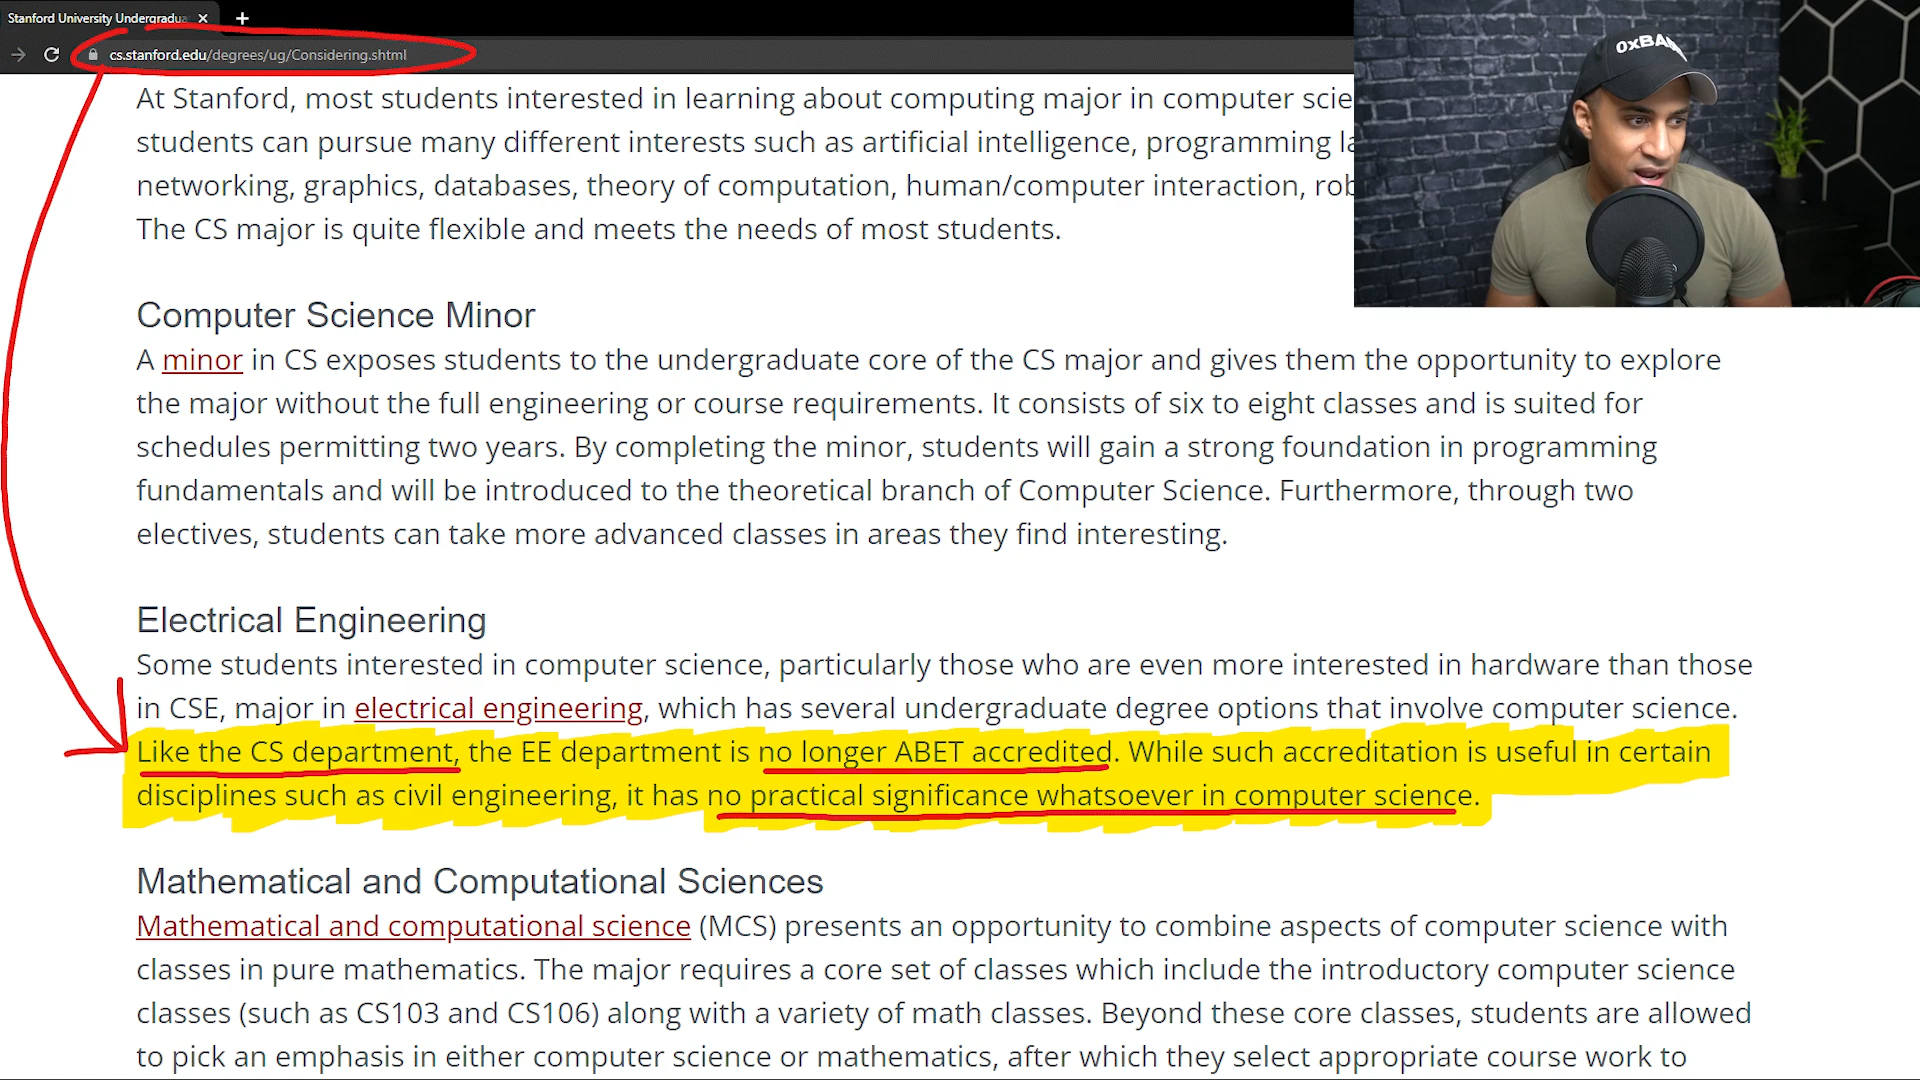 Stanford University Undergradua
cs.stanford.edu/degrees/ug/Considering.shtml
At Stanford, most students interested in learning about computing major in computer scie
students can pursue many different interests such as artificial intelligence, programming la
networking, graphics, databases, theory of computation, human/computer interaction, rob
The CS major is quite flexible and meets the needs of most students.
0xBA
Computer Science Minor
A minor in CS exposes students to the undergraduate core of the CS major and gives them the opportunity to explore
the major without the full engineering or course requirements. It consists of six to eight classes and is suited for
schedules permitting two years. By completing the minor, students will gain a strong foundation in programming
fundamentals and will be introduced to the theoretical branch of Computer Science. Furthermore, through two
electives, students can take more advanced classes in areas they find interesting.
Electrical Engineering
Some students interested in computer science, particularly those who are even more interested in hardware than those
in CSE, major in electrical engineering, which has several undergraduate degree options that involve computer science.
Like the CS department, the EE department is no longer ABET accredited. While such accreditation is useful in certain
disciplines such as civil engineering, it has no practical significance whatsoever in computer science.
Mathematical and Computational Sciences
Mathematical and computational science (MCS) presents an opportunity to combine aspects of computer science with
classes in pure mathematics. The major requires a core set of classes which include the introductory computer science
classes (such as CS103 and CS106) along with a variety of math classes. Beyond these core classes, students are allowed
to pick an emphasis in either computer science or mathematics, after which they select appropriate course work to